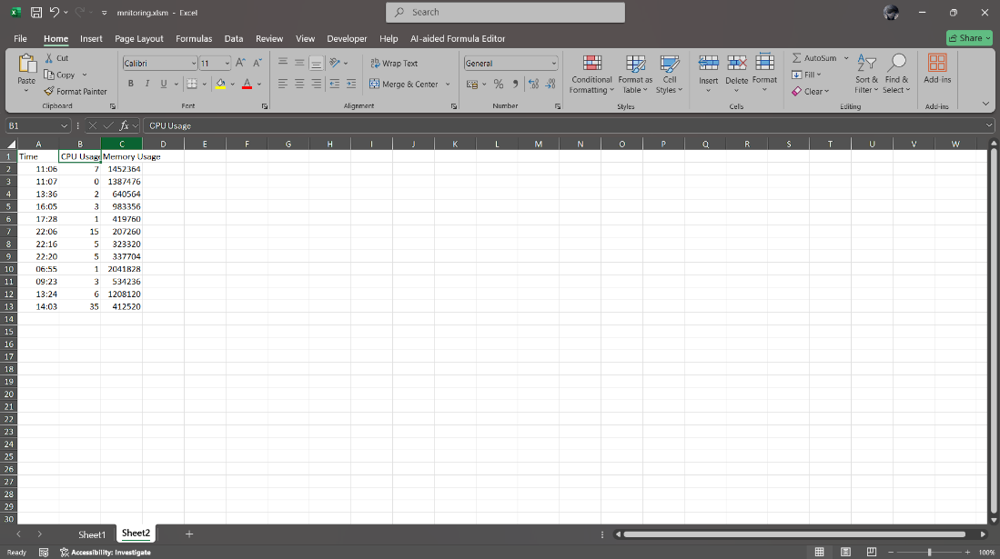 mnitoring.xlsm - Excel
Search
File Home Insert Page Layout Formulas Data Review View Developer Help AI-aided Formula Editor
Share
Paste
Cut
Copy
Format Painter
Clipboard
Calibri 11
B I U
Font
Wrap Text
Merge & Center
Alignment
General
Number
Conditional Formatting
Format as Table
Cell Styles
Styles
Insert Delete Format
Cells
AutoSum
Fill
Clear
Sort & Filter
Find & Select
Editing
Add-ins
Add-ins
B1 fx CPU Usage
A B C D E F G H I J K L M N O P Q R S T U V W
1 Time CPU Usage Memory Usage
2 11:06 7 1452364
3 11:07 0 1387476
4 13:36 2 640564
5 16:05 3 983356
6 17:28 1 419760
7 22:06 15 207260
8 22:16 5 323320
9 22:20 5 337704
10 06:55 1 2041828
11 09:23 3 534236
12 13:24 6 1208120
13 14:03 35 412520
14
15
16
17
18
19
20
21
22
23
24
25
26
27
28
29
30
Sheet1 Sheet2
Ready Accessibility: Investigate 100%